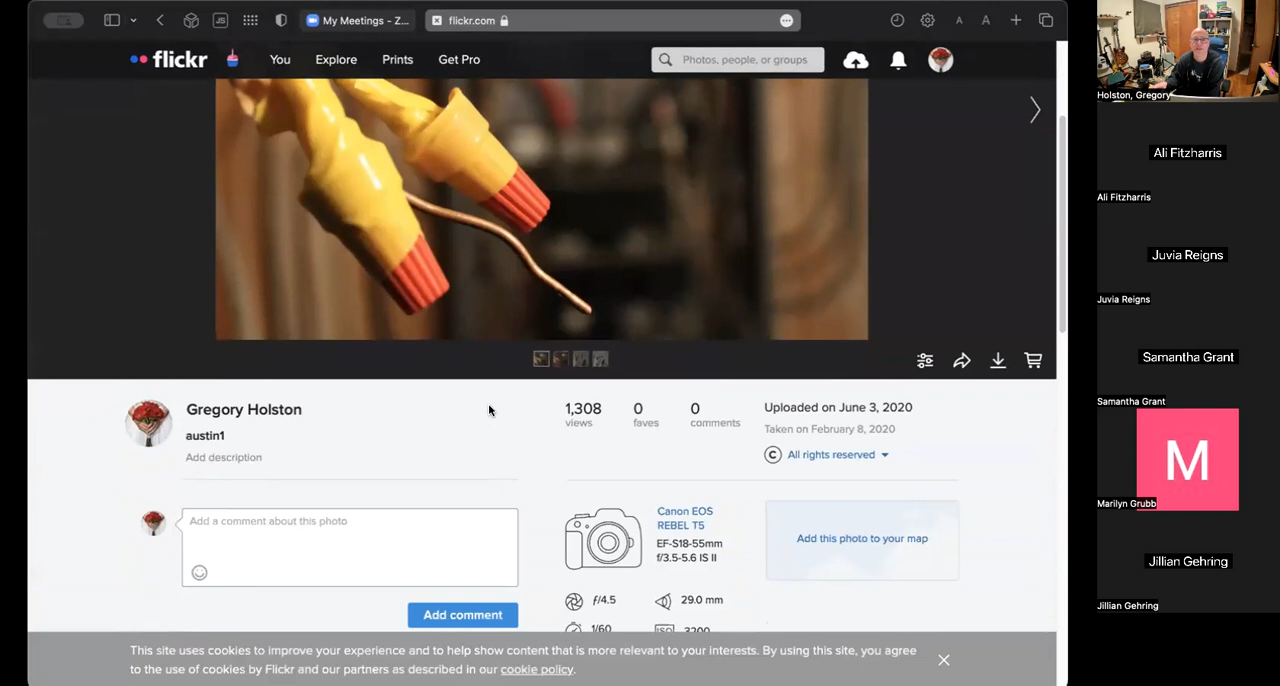 JS
My Meetings - Z...
flickr.com
A
A
flickr
You
Explore
Prints
Get Pro
Photos, people, or groups
Gregory Holston
austin1
Add description
1,308
views
0
faves
0
comments
Uploaded on June 3, 2020
Taken on February 8, 2020
C All rights reserved
Add a comment about this photo
Add comment
Canon EOS
REBEL T5
EF-S18-55mm
f/3.5-5.6 IS II
ƒ/4.5
29.0 mm
1/60
ISO
3200
Add this photo to your map
This site uses cookies to improve your experience and to help show content that is more relevant to your interests. By using this site, you agree
to the use of cookies by Flickr and our partners as described in our cookie policy.
Holston, Gregory
Ali Fitzharris
Ali Fitzharris
Juvia Reigns
Juvia Reigns
Samantha Grant
Samantha Grant
M
Marilyn Grubb
Jillian Gehring
Jillian Gehring